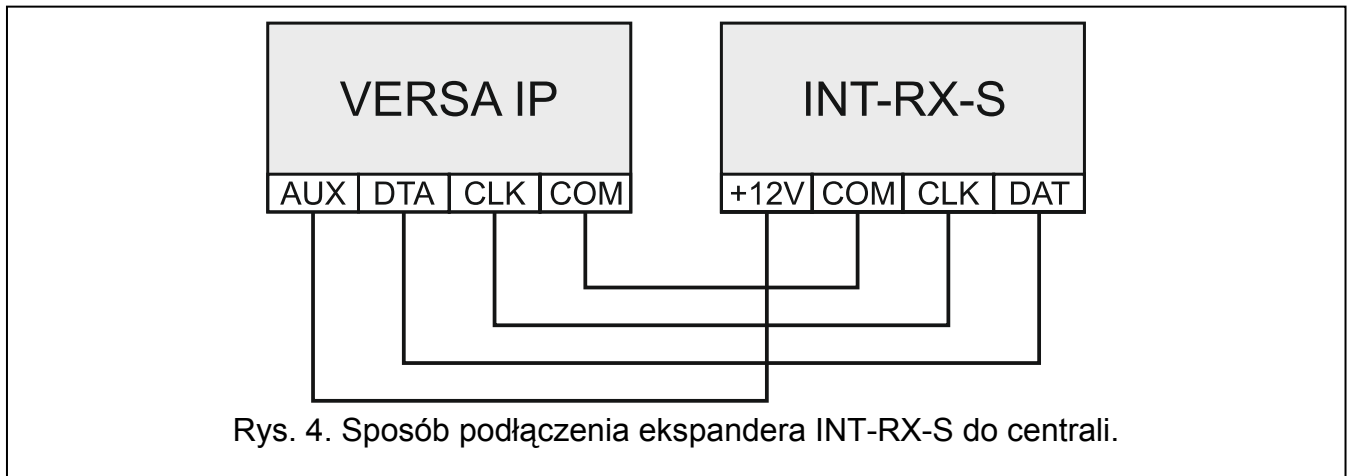 VERSA IP INT-RX-S
AUX DTA CLK COM +12V COM CLK DAT
Rys. 4. Sposób podłączenia ekspandera INT-RX-S do centrali.